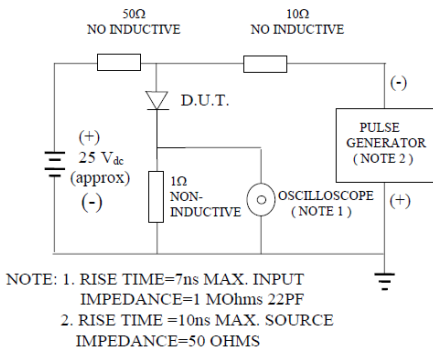 50Ω
NO INDUCTIVE
10Ω
NO INDUCTIVE
(-)
D.U.T.
PULSE
GENERATOR
( NOTE 2 )
(+)
25 Vdc
(approx)
(-)
1Ω
NON-
INDUCTIVE
OSCILLOSCOPE
( NOTE 1 )
(+)
NOTE: 1. RISE TIME=7ns MAX. INPUT
IMPEDANCE=1 MOhms 22PF
2. RISE TIME =10ns MAX. SOURCE
IMPEDANCE=50 OHMS